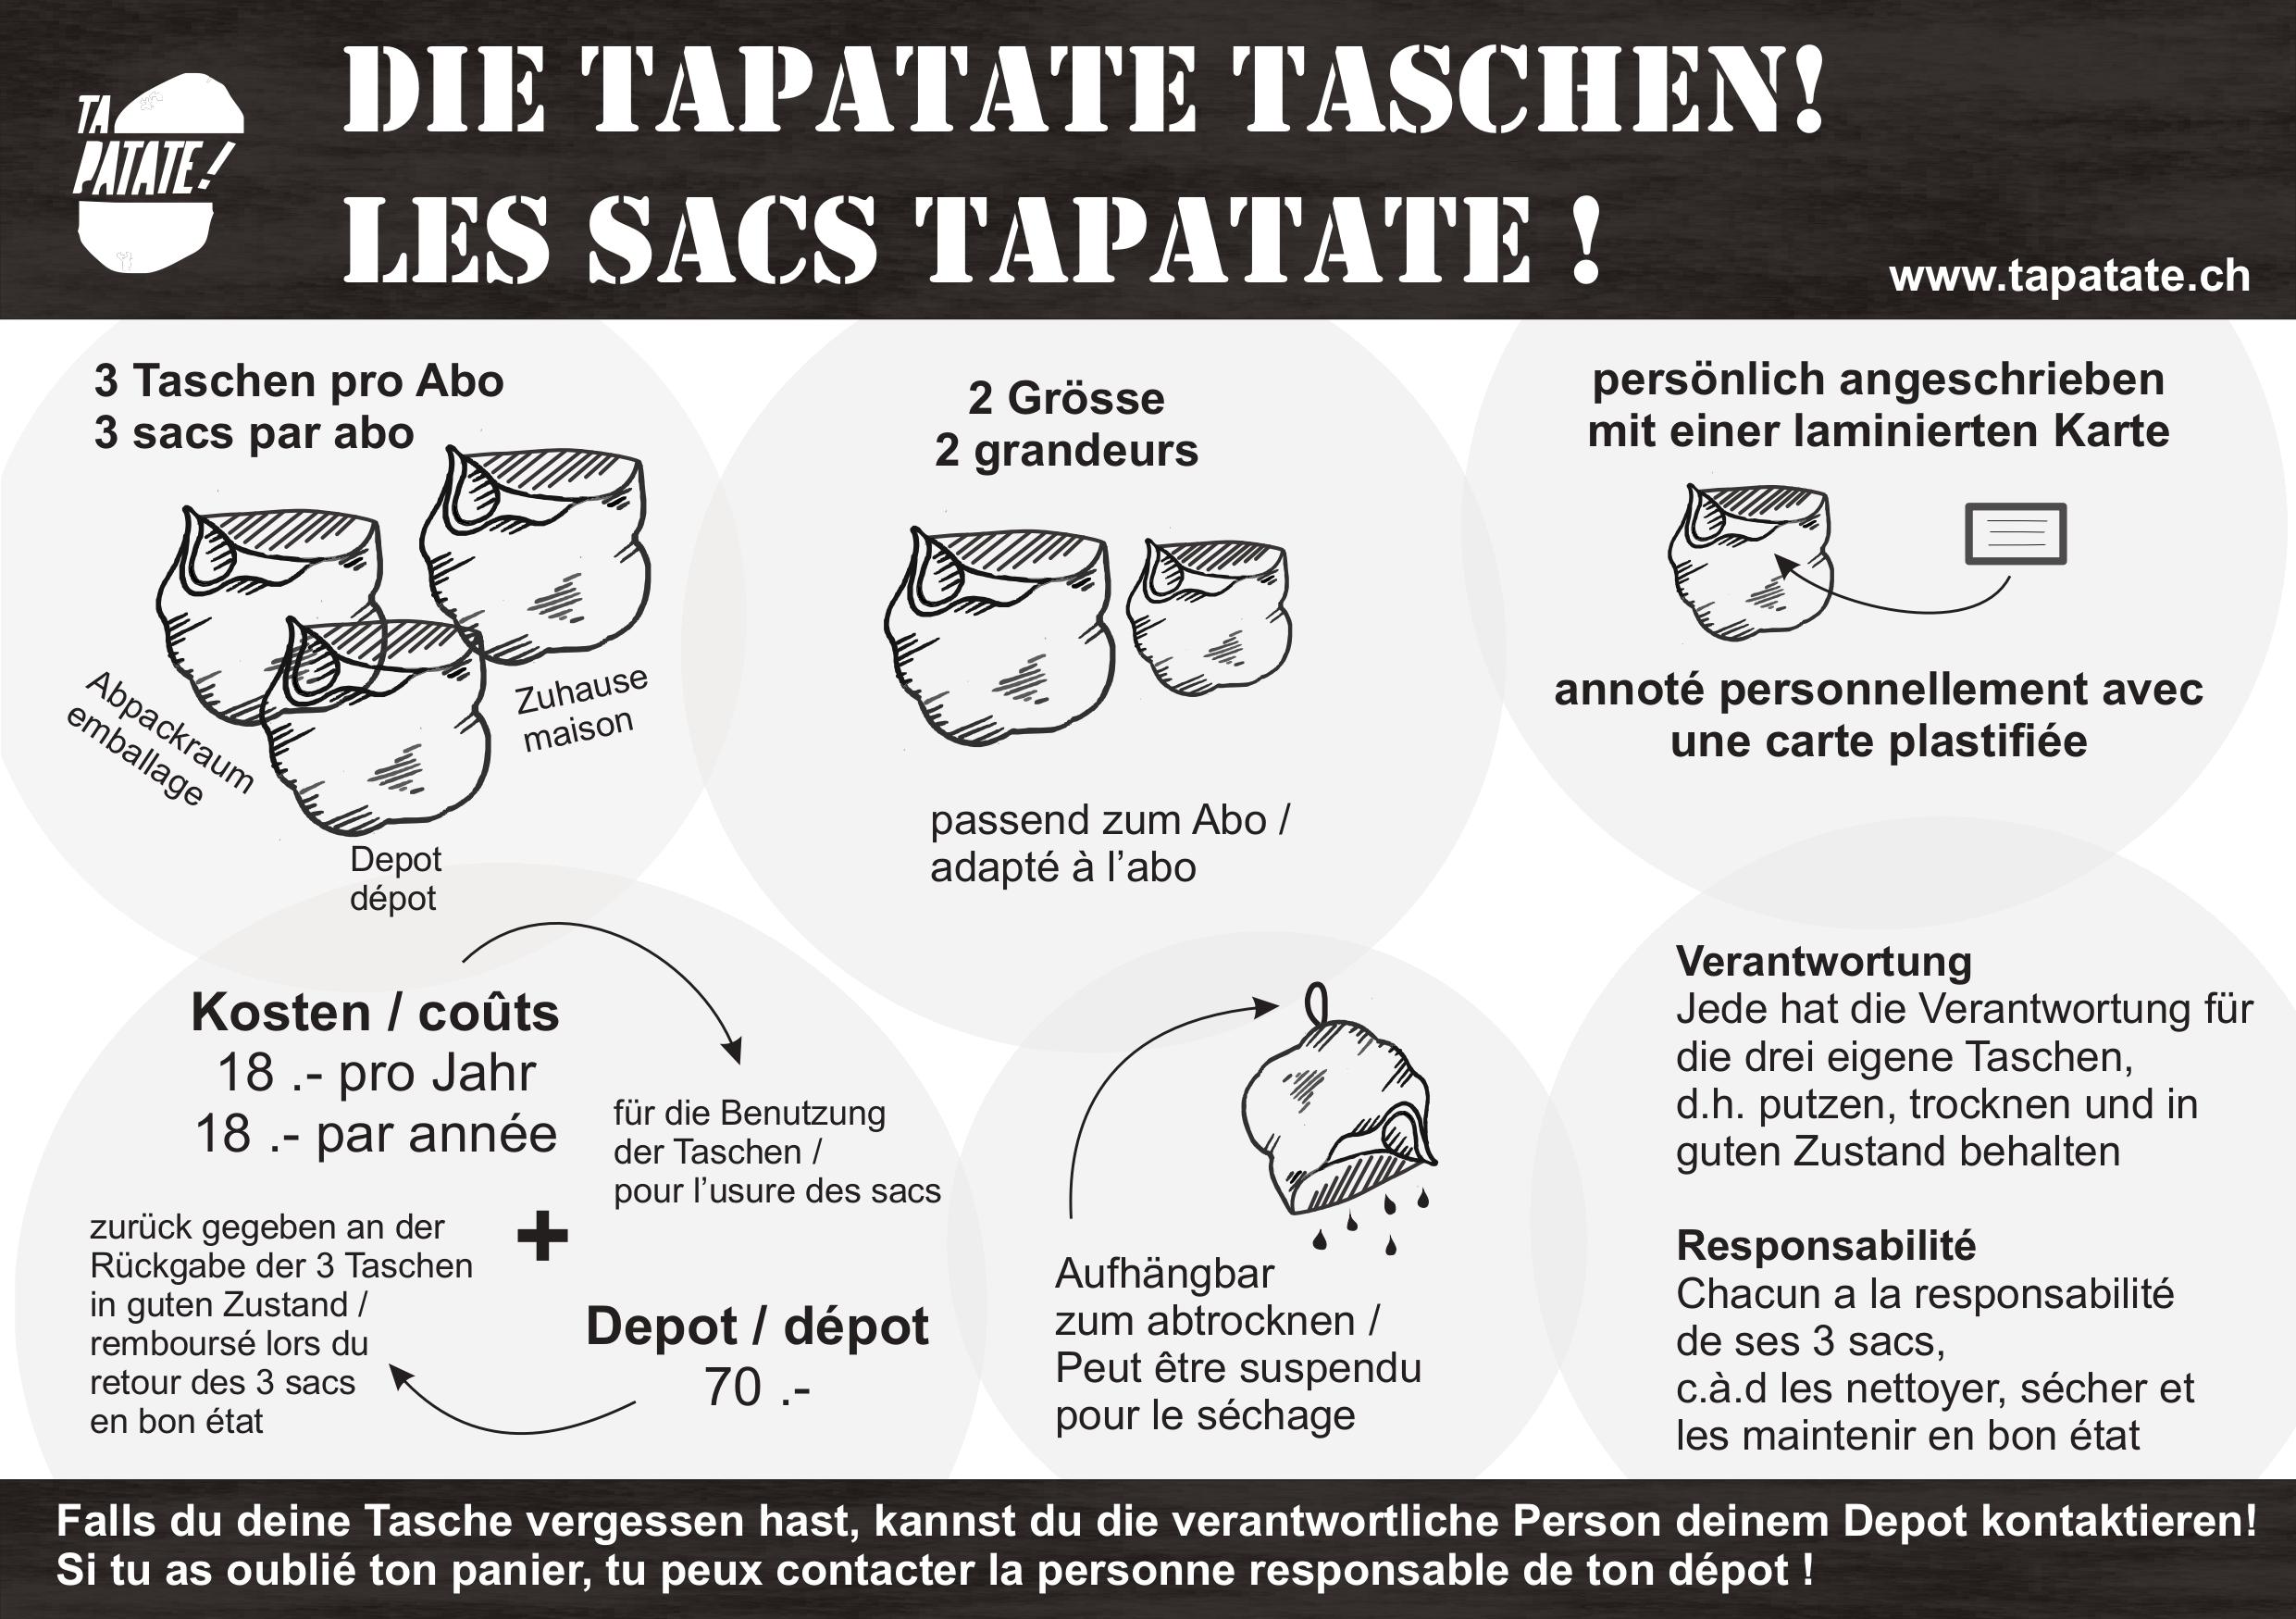 TA
PATATE!
DIE TAPATATE TASCHEN!
LES SACS TAPATATE !
www.tapatate.ch
3 Taschen pro Abo
3 sacs par abo
Abpackraum
emballage
Zuhause
maison
Depot
dépot
2 Grösse
2 grandeurs
passend zum Abo /
adapté à l’abo
persönlich angeschrieben
mit einer laminierten Karte
annoté personnellement avec
une carte plastifiée
Kosten / coûts
18 .- pro Jahr
18 .- par année
für die Benutzung
der Taschen /
pour l’usure des sacs
+
Depot / dépot
70 .-
zurück gegeben an der
Rückgabe der 3 Taschen
in guten Zustand /
remboursé lors du
retour des 3 sacs
en bon état
Aufhängbar
zum abtrocknen /
Peut être suspendu
pour le séchage
Verantwortung
Jede hat die Verantwortung für
die drei eigene Taschen,
d.h. putzen, trocknen und in
guten Zustand behalten
Responsabilité
Chacun a la responsabilité
de ses 3 sacs,
c.à.d les nettoyer, sécher et
les maintenir en bon état
Falls du deine Tasche vergessen hast, kannst du die verantwortliche Person deinem Depot kontaktieren!
Si tu as oublié ton panier, tu peux contacter la personne responsable de ton dépot !